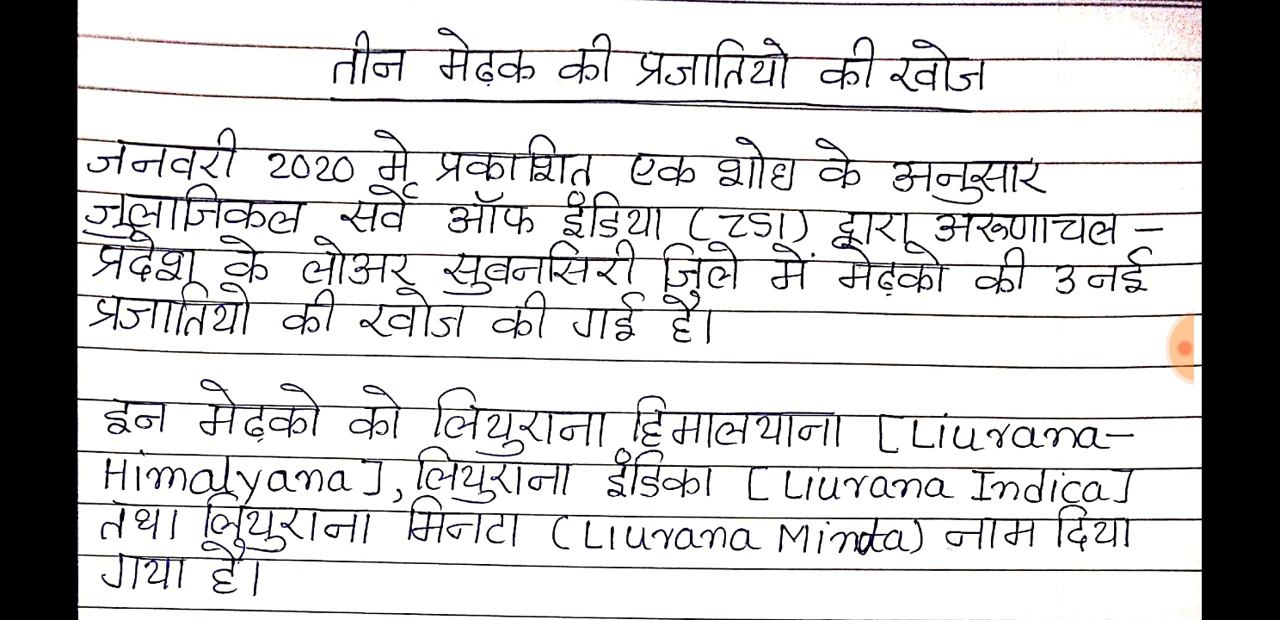 तीन मेढ़क की प्रजातियो की खोज
जनवरी 2020 मे प्रकाशित एक शोध के अनुसार
जुलाजिकल सर्वे ऑफ इंडिया (ZSI) द्वारा अरूणाचल -
प्रदेश के लोअर सुबनसिरी जिले में मेढ़को की 3 नई
प्रजातियो की खोज की गई है।
इन मेढ़को को लियुराना हिमालयाना [Liurana-
Himalyana], लियुराना इंडिका [Liurana Indica]
तथा लियुराना मिनटा (Liurana Minta) नाम दिया
गया है।